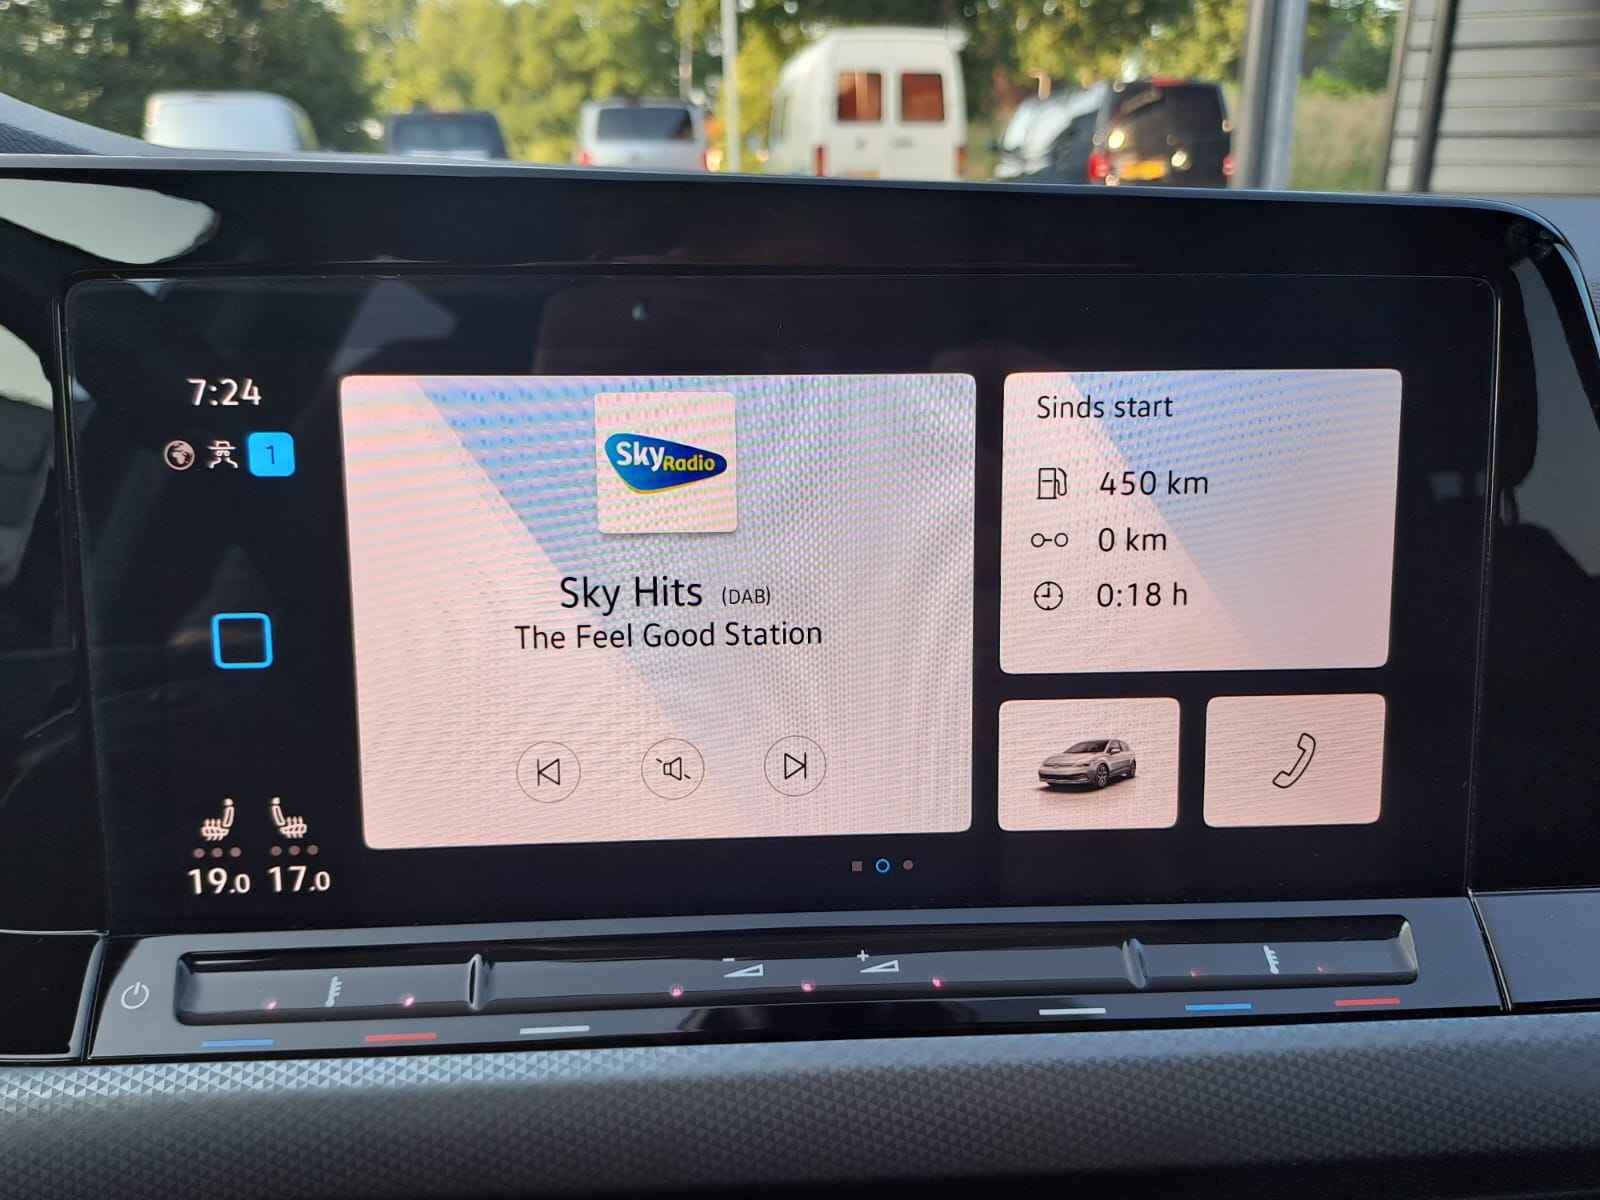 7:24
1
Sky Radio
Sky Hits (DAB)
The Feel Good Station
Sinds start
450 km
0 km
0:18 h
19.0 17.0
- +